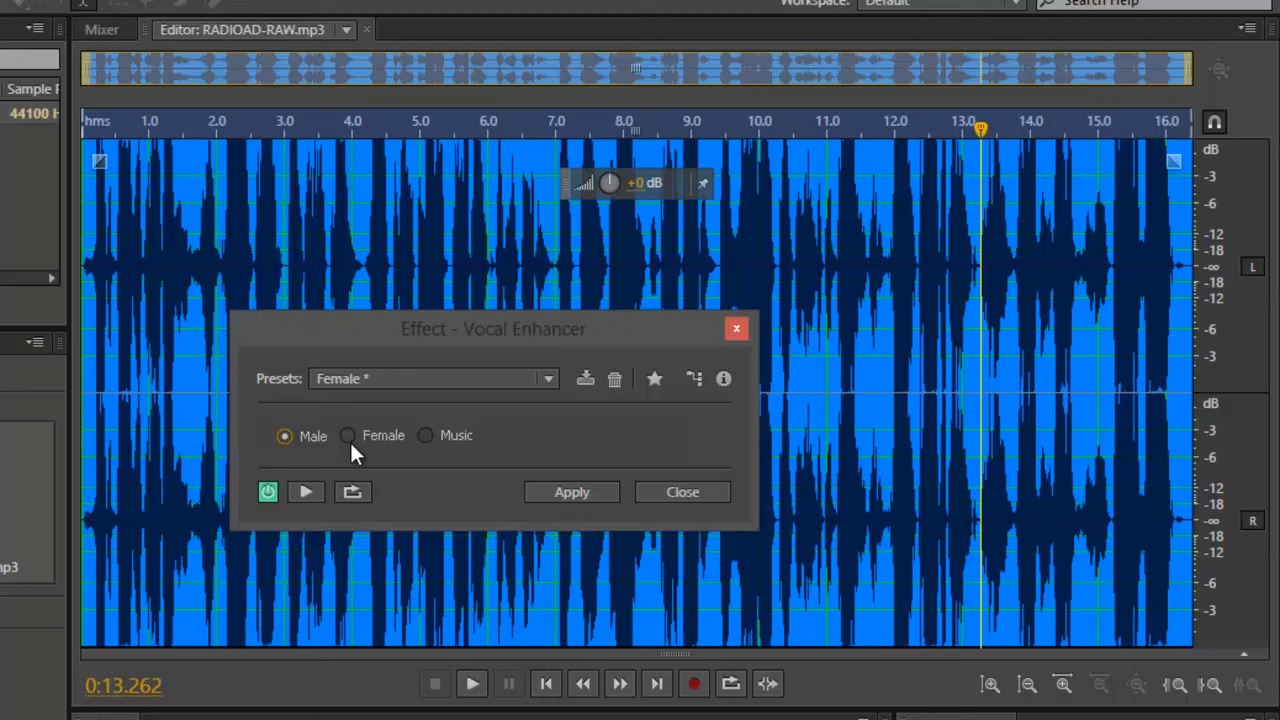 Workspace: Default
Search Help
Mixer
Editor: RADIOAD-RAW.mp3
Sample
44100 H
hms 1.0 2.0 3.0 4.0 5.0 6.0 7.0 8.0 9.0 10.0 11.0 12.0 13.0 14.0 15.0 16.0
dB
-3
-6
-12
-18
-∞
-18
-12
-6
-3
L
+0 dB
Effect - Vocal Enhancer
x
Presets: Female *
Male Female Music
Apply Close
dB
-3
-6
-12
-18
-∞
-18
-12
-6
-3
R
p3
0:13.262